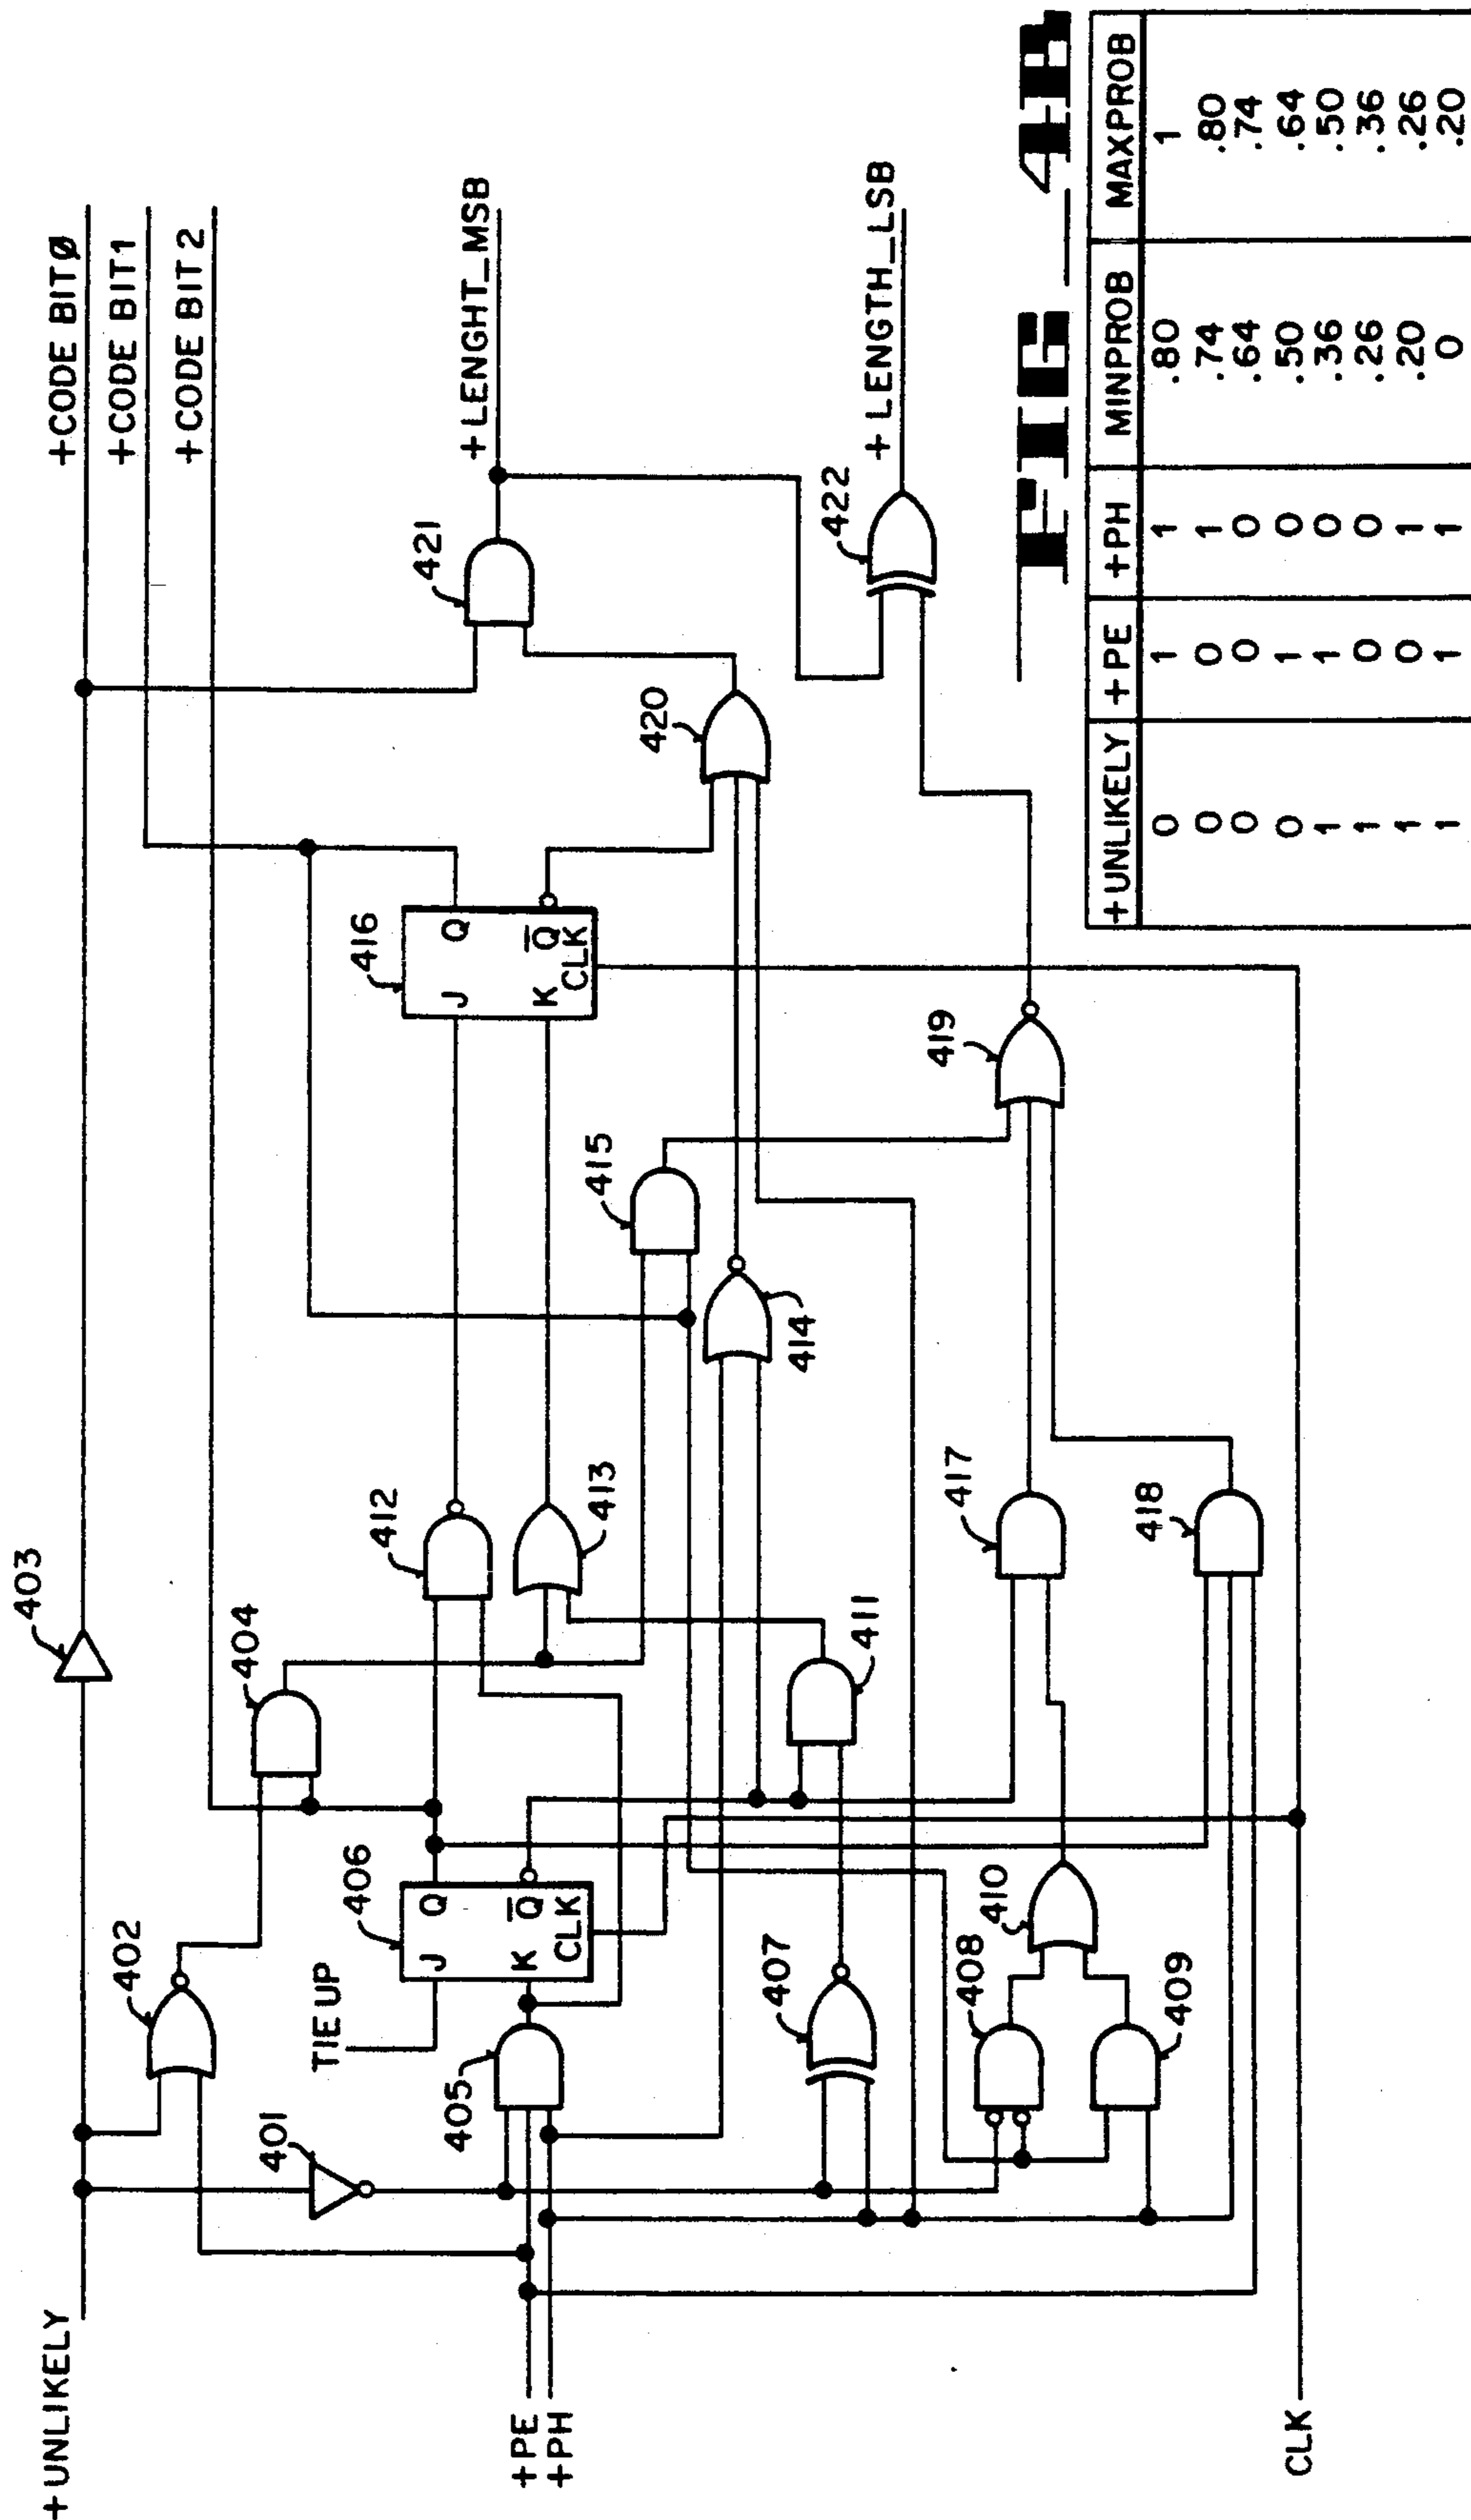 +UNLIKELY
+PE
+PH
CLK
401
402
403
404
TIE UP
405
406
J
Q
K
Q̅
CLK
407
408
409
410
411
412
413
414
415
416
J
Q
K
Q̅
CLK
417
418
419
420
421
422
+CODE BITØ
+CODE BIT1
+CODE BIT2
+LENGHT_MSB
+LENGTH_LSB
FIG_4B
+UNLIKELY +PE +PH MINPROB MAXPROB
0 1 1 .80 1
0 0 1 .74 .80
0 0 0 .64 .74
0 1 0 .50 .64
1 1 0 .36 .50
1 0 0 .26 .36
1 0 1 .20 .26
1 1 1 0 .20